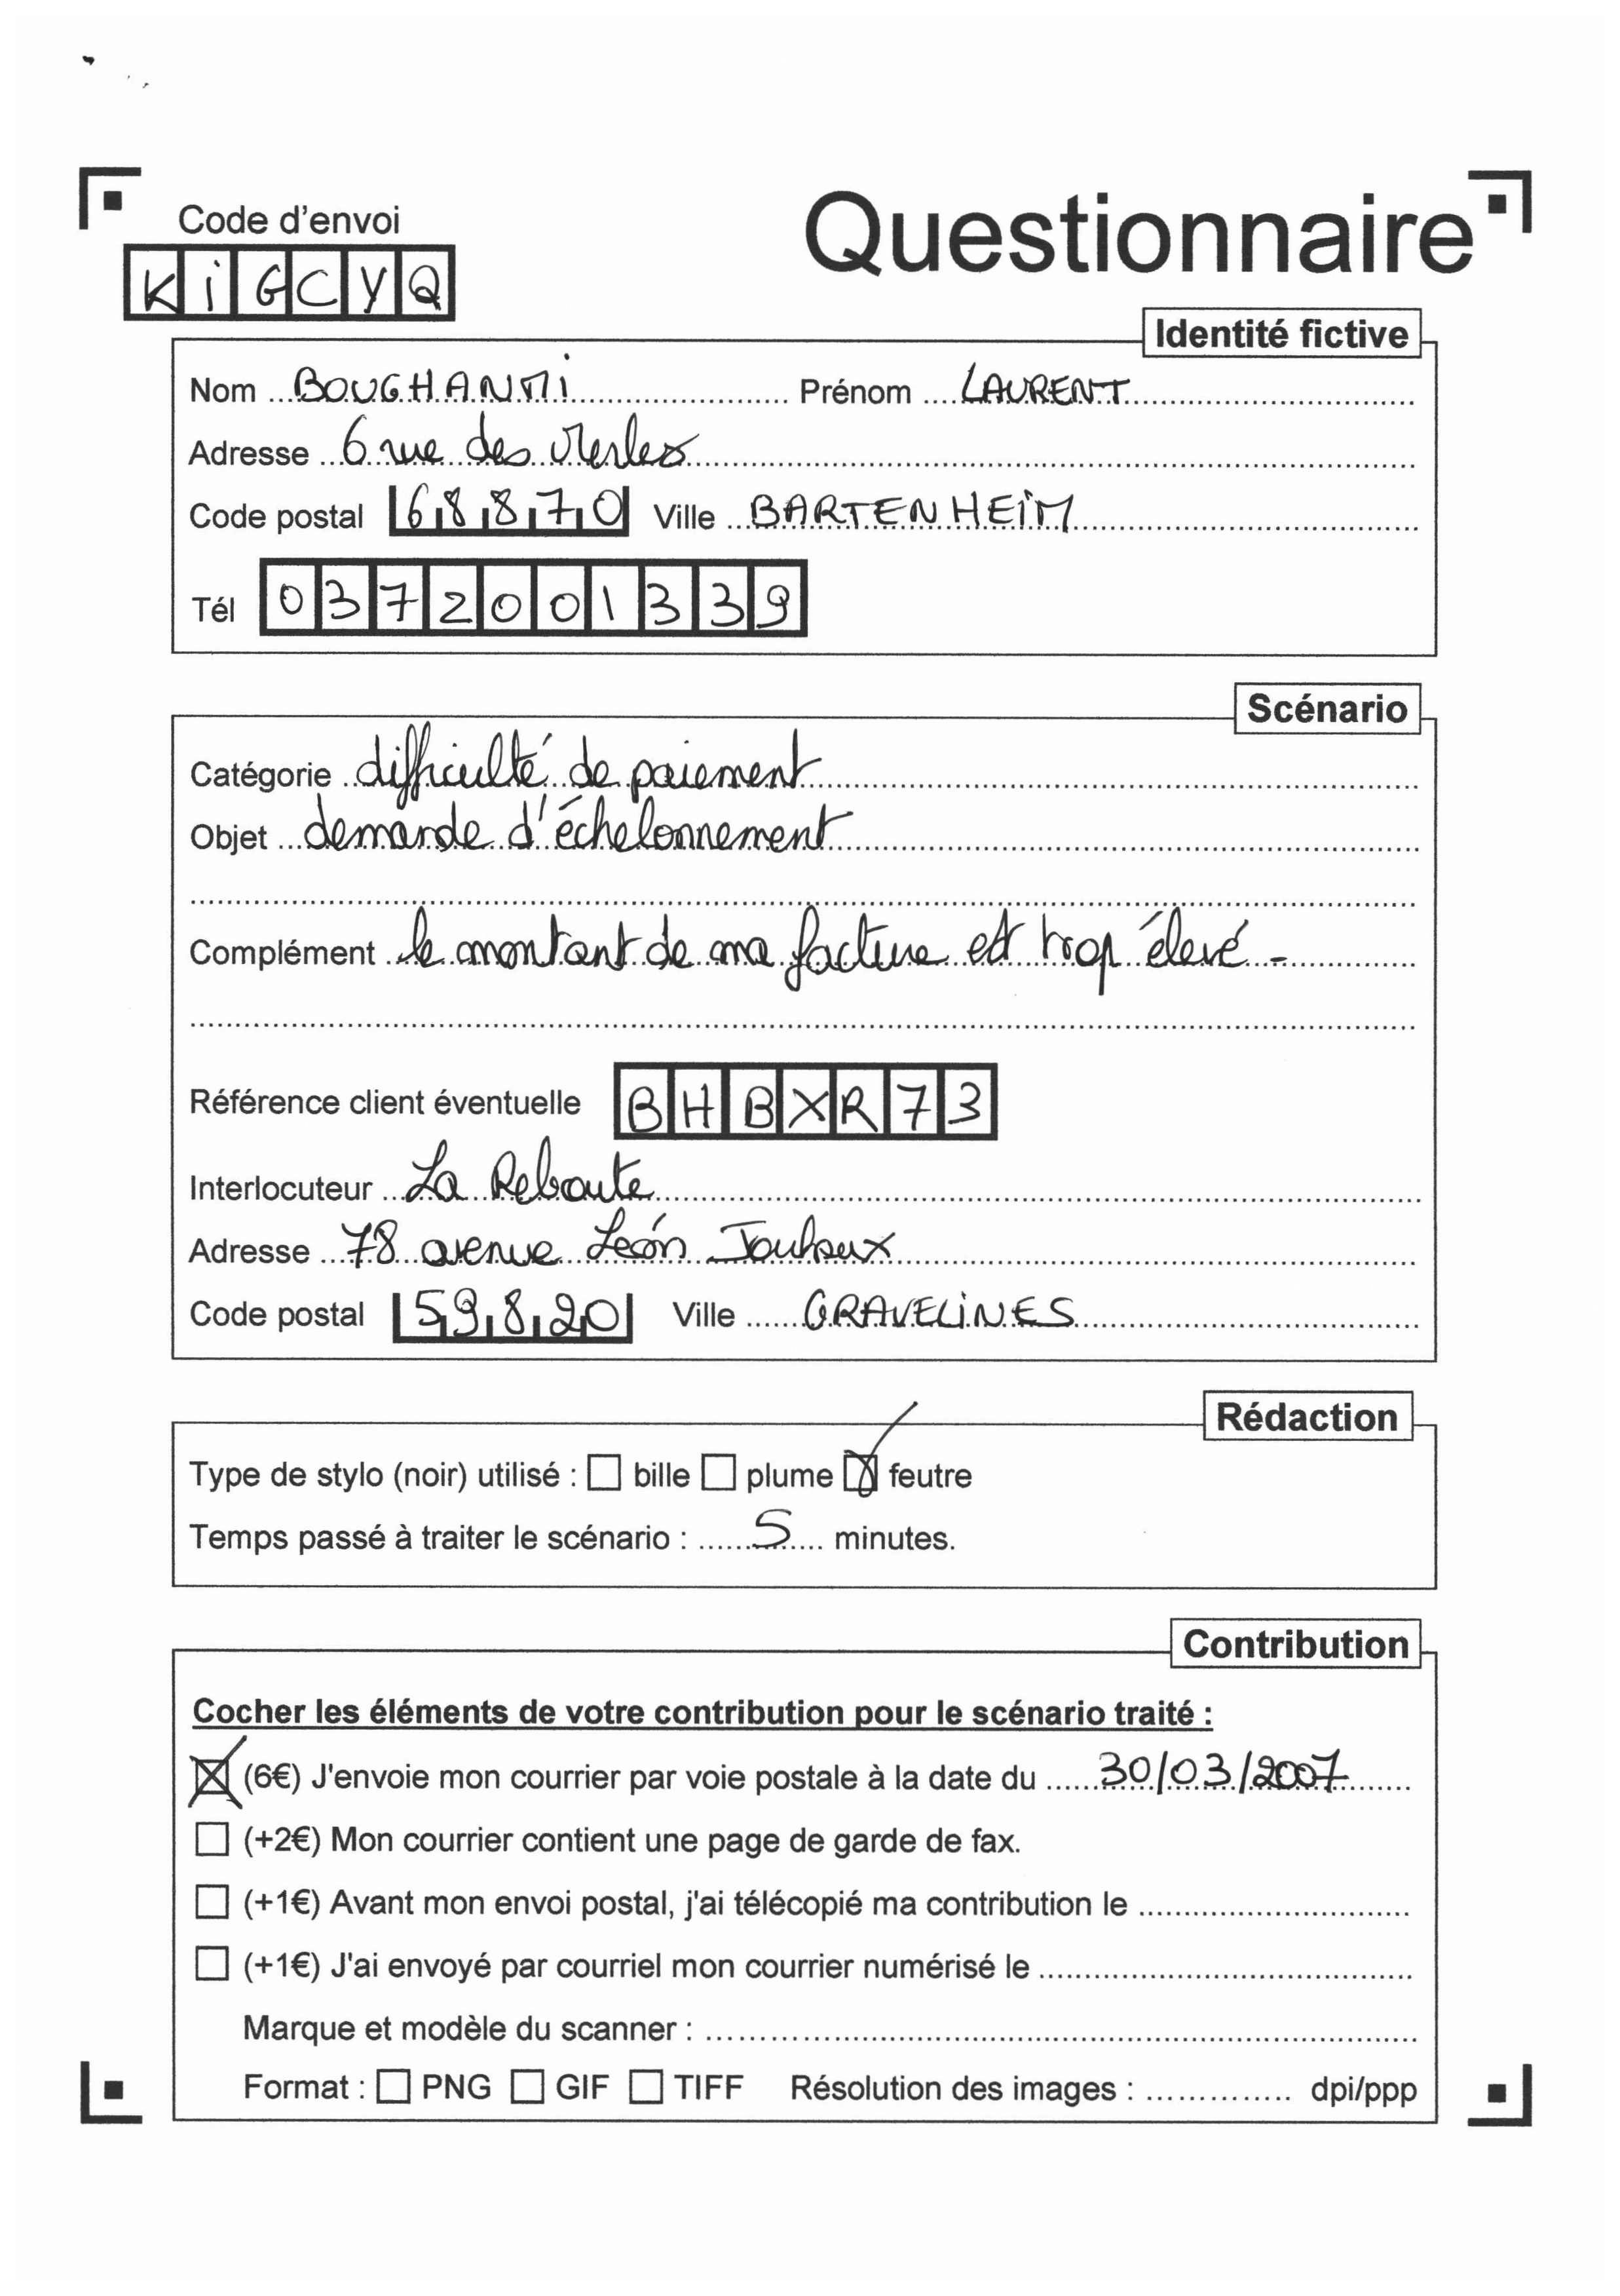 Code d'envoi
Questionnaire
KiGCYQ
Identité fictive
Nom BOUGHANMi Prénom LAURENT
Adresse 6 rue des Merles
Code postal 68870 Ville BARTENHEiM
Tél 0372001339
Scénario
Catégorie difficulté de paiement
Objet demande d'échelonnement
Complément le montant de ma facture est trop élevé -
Référence client éventuelle BHBXR73
Interlocuteur La Reboute
Adresse 78 avenue Léon Jouhaux
Code postal 59820 Ville GRAVELiNES
Rédaction
Type de stylo (noir) utilisé : bille plume feutre
Temps passé à traiter le scénario : 5 minutes.
Contribution
Cocher les éléments de votre contribution pour le scénario traité :
(6€) J'envoie mon courrier par voie postale à la date du 30/03/2007
(+2€) Mon courrier contient une page de garde de fax.
(+1€) Avant mon envoi postal, j'ai télécopié ma contribution le
(+1€) J'ai envoyé par courriel mon courrier numérisé le
Marque et modèle du scanner :
Format : PNG GIF TIFF Résolution des images : dpi/ppp